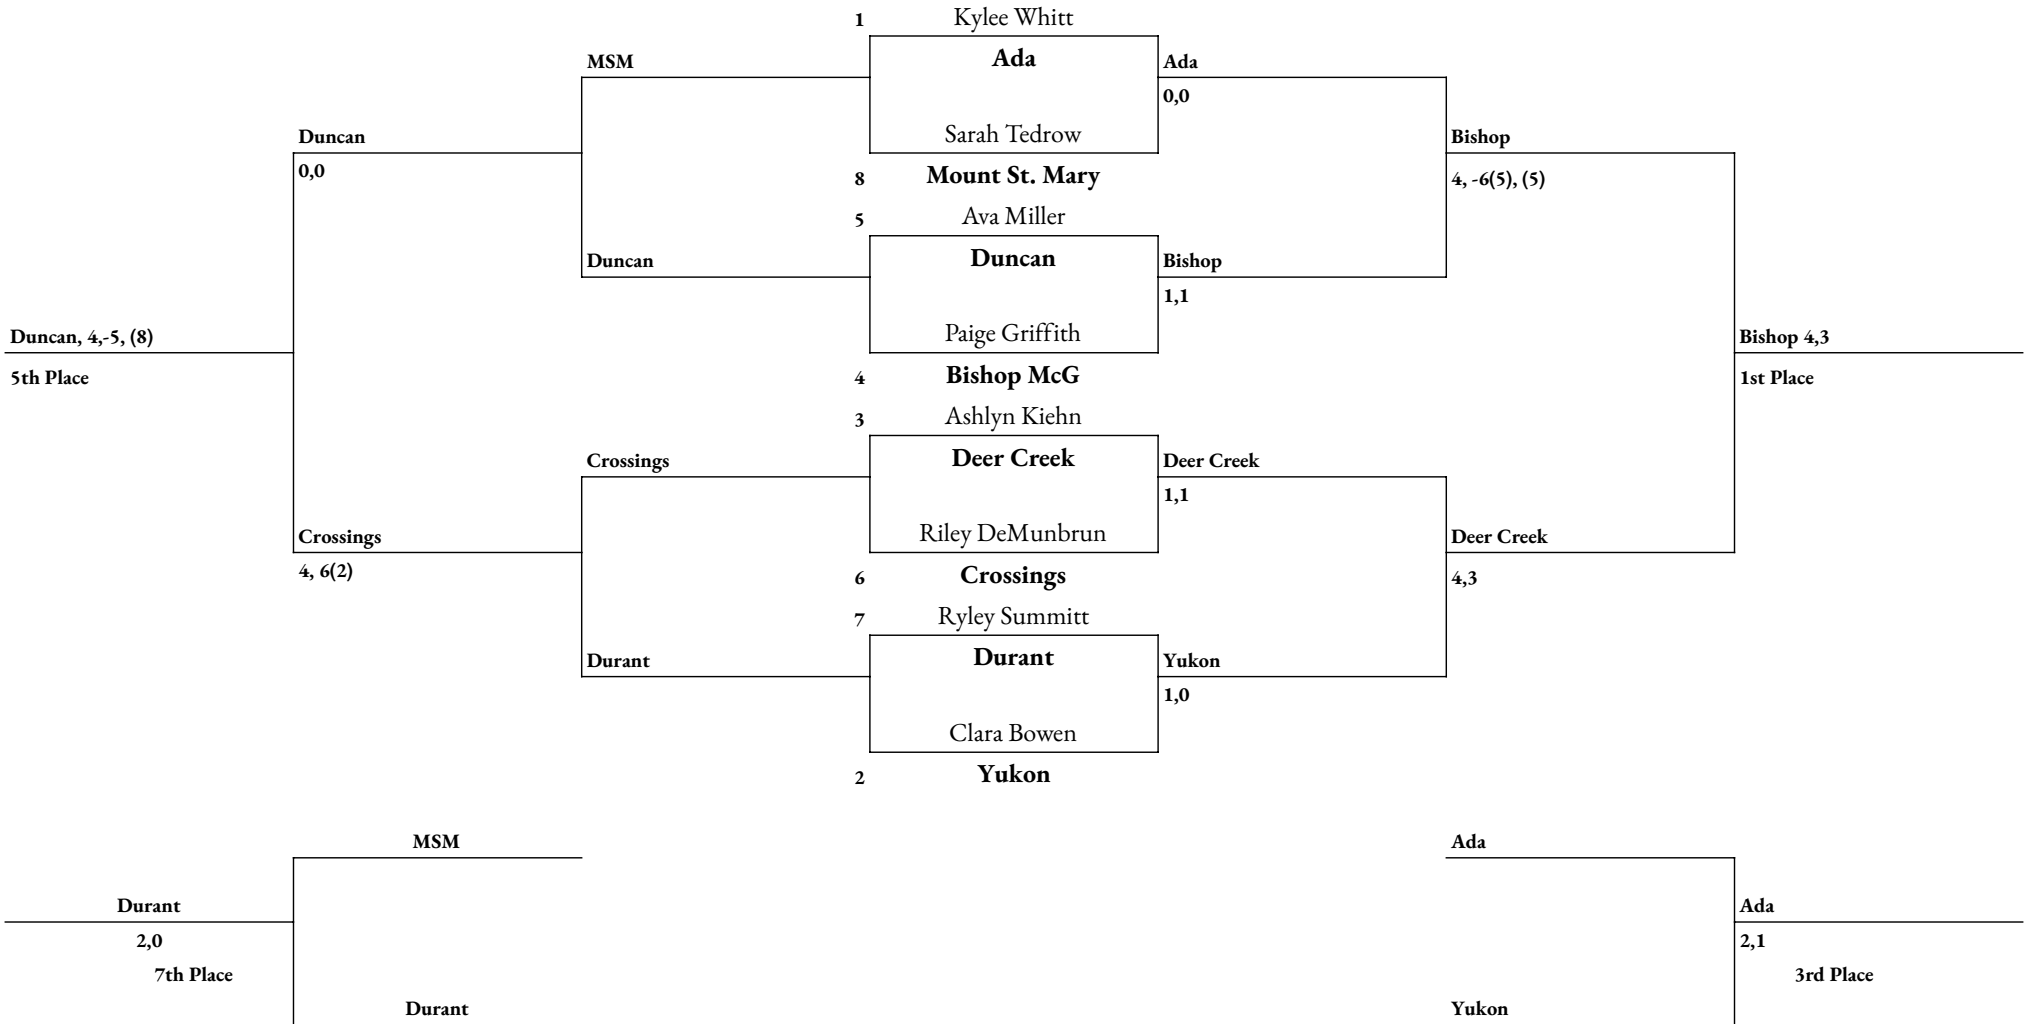 1 Kylee Whitt
MSM Ada Ada
0,0
Duncan Sarah Tedrow Bishop
0,0 8 Mount St. Mary 4, -6(5), (5)
5 Ava Miller
Duncan Duncan Bishop
1,1
Duncan, 4,-5, (8) Paige Griffith Bishop 4,3
5th Place 4 Bishop McG 1st Place
3 Ashlyn Kiehn
Crossings Deer Creek Deer Creek
1,1
Crossings Riley DeMunbrun Deer Creek
4, 6(2) 6 Crossings 4,3
7 Ryley Summitt
Durant Durant Yukon
1,0
Clara Bowen
2 Yukon
MSM Ada
Durant Ada
2,0 2,1
7th Place 3rd Place
Durant Yukon